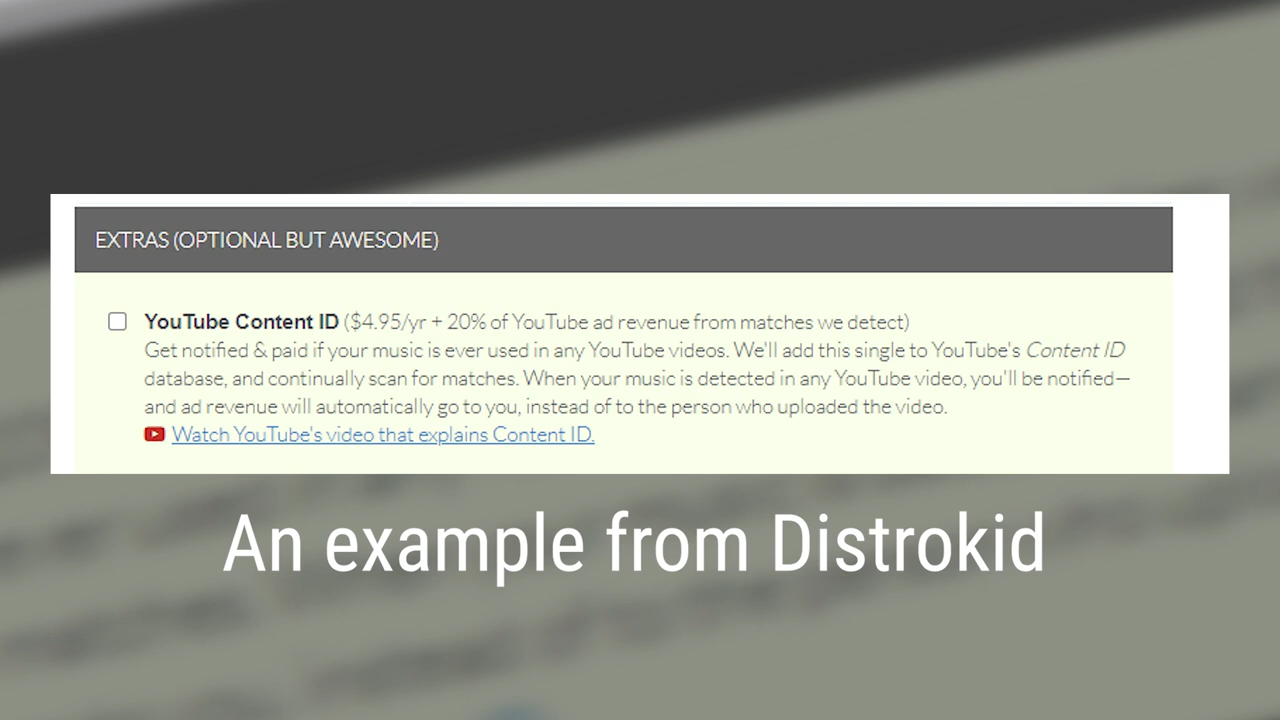 EXTRAS (OPTIONAL BUT AWESOME)
YouTube Content ID ($4.95/yr + 20% of YouTube ad revenue from matches we detect)
Get notified & paid if your music is ever used in any YouTube videos. We'll add this single to YouTube's Content ID
database, and continually scan for matches. When your music is detected in any YouTube video, you'll be notified—
and ad revenue will automatically go to you, instead of to the person who uploaded the video.
Watch YouTube's video that explains Content ID.
An example from Distrokid